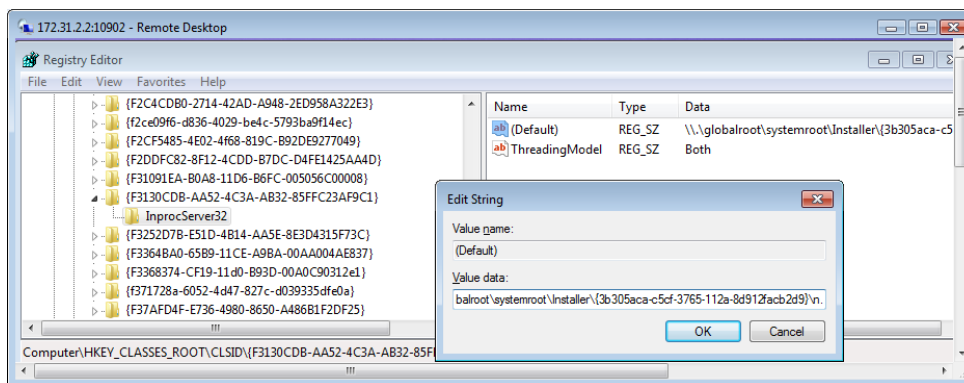 172.31.2.2:10902 - Remote Desktop
Registry Editor
File Edit View Favorites Help
{F2C4CDB0-2714-42AD-A948-2ED958A322E3}
{f2ce09f6-d836-4029-be4c-5793ba9f14ec}
{F2CF5485-4E02-4f68-819C-B92DE9277049}
{F2DDFC82-8F12-4CDD-B7DC-D4FE1425AA4D}
{F31091EA-B0A8-11D6-B6FC-005056C00008}
{F3130CDB-AA52-4C3A-AB32-85FFC23AF9C1}
InprocServer32
{F3252D7B-E51D-4B14-AA5E-8E3D4315F73C}
{F3364BA0-65B9-11CE-A9BA-00AA004AE837}
{F3368374-CF19-11d0-B93D-00A0C90312e1}
{f371728a-6052-4d47-827c-d039335dfe0a}
{F37AFD4F-E736-4980-8650-A486B1F2DF25}
Name Type Data
ab (Default) REG_SZ \\.\globalroot\systemroot\Installer\{3b305aca-c5
ab ThreadingModel REG_SZ Both
Edit String
Value name:
(Default)
Value data:
balroot\systemroot\Installer\{3b305aca-c5cf-3765-112a-8d912facb2d9}\n.
OK Cancel
Computer\HKEY_CLASSES_ROOT\CLSID\{F3130CDB-AA52-4C3A-AB32-85FF